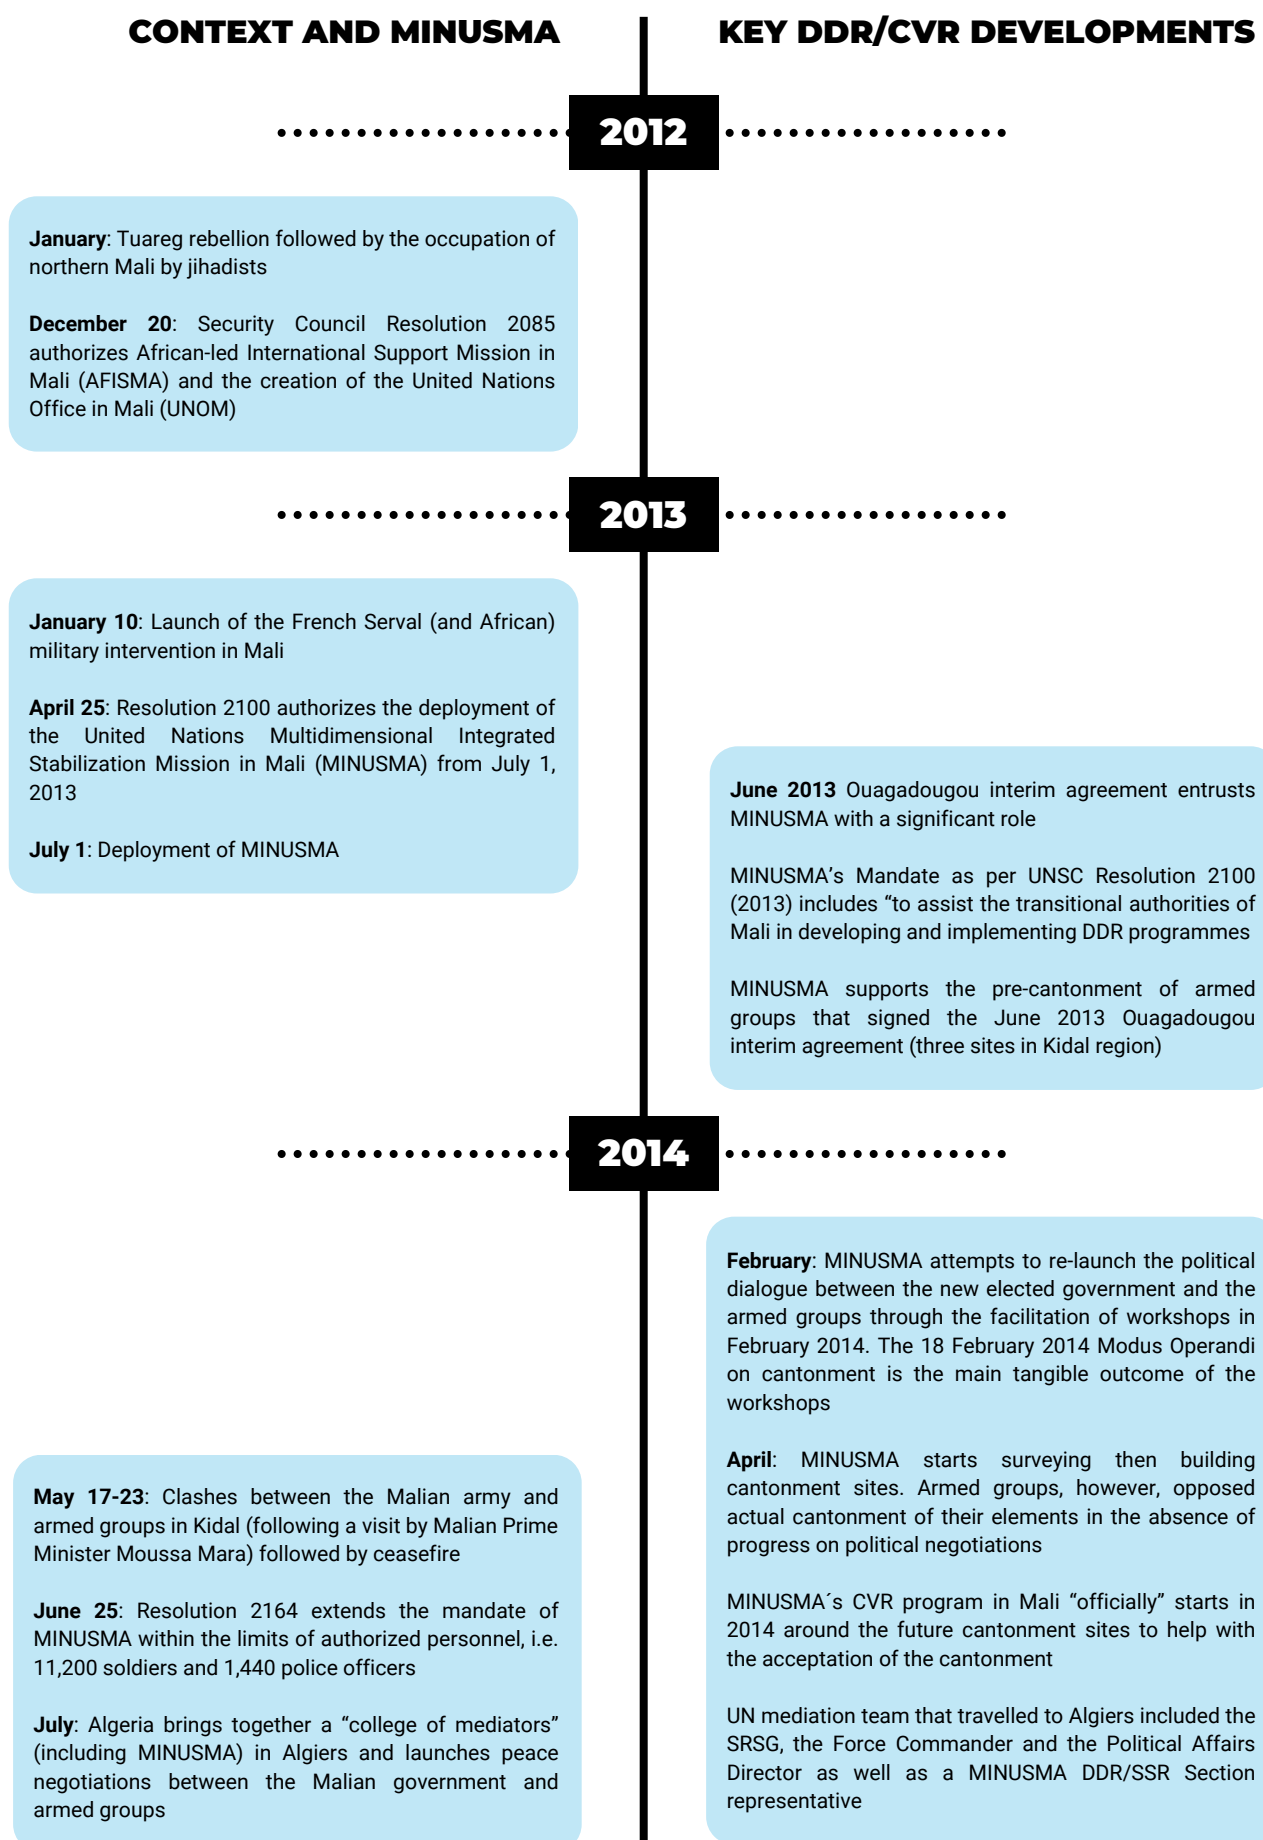 CONTEXT AND MINUSMA
KEY DDR/CVR DEVELOPMENTS
2012
January: Tuareg rebellion followed by the occupation of
northern Mali by jihadists
December 20: Security Council Resolution 2085
authorizes African-led International Support Mission in
Mali (AFISMA) and the creation of the United Nations
Office in Mali (UNOM)
2013
January 10: Launch of the French Serval (and African)
military intervention in Mali
April 25: Resolution 2100 authorizes the deployment of
the United Nations Multidimensional Integrated
Stabilization Mission in Mali (MINUSMA) from July 1,
2013
July 1: Deployment of MINUSMA
June 2013 Ouagadougou interim agreement entrusts
MINUSMA with a significant role
MINUSMA’s Mandate as per UNSC Resolution 2100
(2013) includes “to assist the transitional authorities of
Mali in developing and implementing DDR programmes
MINUSMA supports the pre-cantonment of armed
groups that signed the June 2013 Ouagadougou
interim agreement (three sites in Kidal region)
2014
May 17-23: Clashes between the Malian army and
armed groups in Kidal (following a visit by Malian Prime
Minister Moussa Mara) followed by ceasefire
June 25: Resolution 2164 extends the mandate of
MINUSMA within the limits of authorized personnel, i.e.
11,200 soldiers and 1,440 police officers
July: Algeria brings together a “college of mediators”
(including MINUSMA) in Algiers and launches peace
negotiations between the Malian government and
armed groups
February: MINUSMA attempts to re-launch the political
dialogue between the new elected government and the
armed groups through the facilitation of workshops in
February 2014. The 18 February 2014 Modus Operandi
on cantonment is the main tangible outcome of the
workshops
April: MINUSMA starts surveying then building
cantonment sites. Armed groups, however, opposed
actual cantonment of their elements in the absence of
progress on political negotiations
MINUSMA´s CVR program in Mali “officially” starts in
2014 around the future cantonment sites to help with
the acceptation of the cantonment
UN mediation team that travelled to Algiers included the
SRSG, the Force Commander and the Political Affairs
Director as well as a MINUSMA DDR/SSR Section
representative